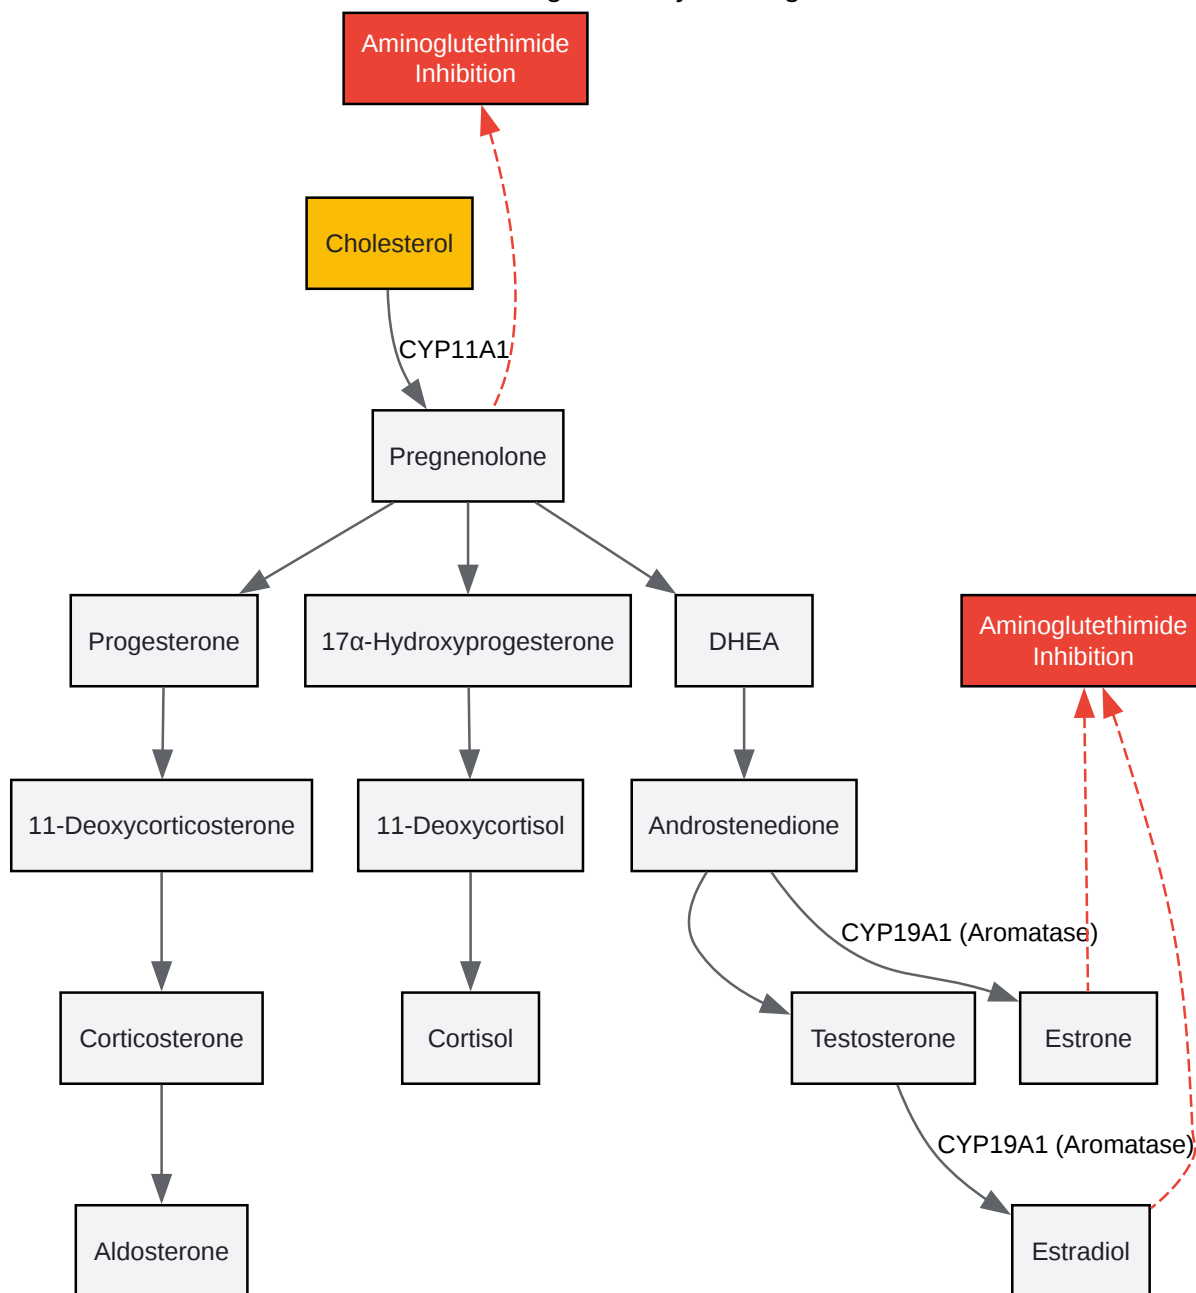 Aminoglutethimide
Inhibition
Cholesterol
CYP11A1
Pregnenolone
Progesterone
17α-Hydroxyprogesterone
DHEA
Aminoglutethimide
Inhibition
11-Deoxycorticosterone
11-Deoxycortisol
Androstenedione
CYP19A1 (Aromatase)
Corticosterone
Cortisol
Testosterone
Estrone
CYP19A1 (Aromatase)
Aldosterone
Estradiol